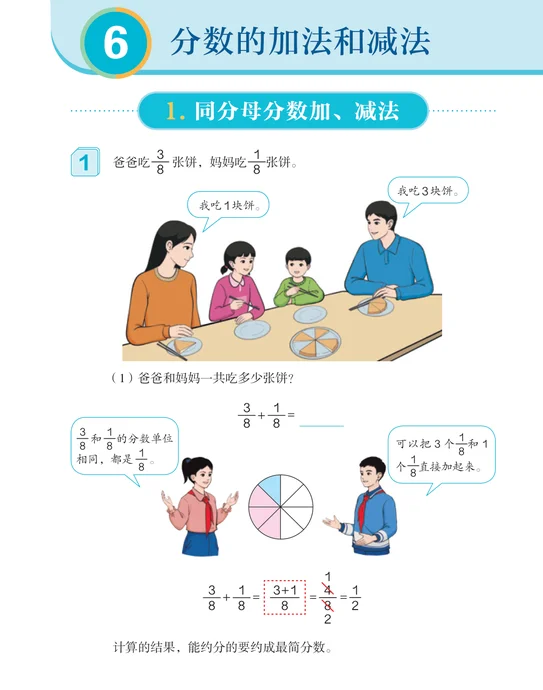 6 分数的加法和减法
1. 同分母分数加、减法
1 爸爸吃3/8张饼，妈妈吃1/8张饼。
我吃1块饼。
我吃3块饼。
（1）爸爸和妈妈一共吃多少张饼？
3/8 + 1/8 = ______
3/8和1/8的分数单位
相同，都是1/8。
可以把3个1/8和1
个1/8直接加起来。
3/8 + 1/8 = 3+1/8 = 4/8 = 1/2
1
2
计算的结果，能约分的要约成最简分数。